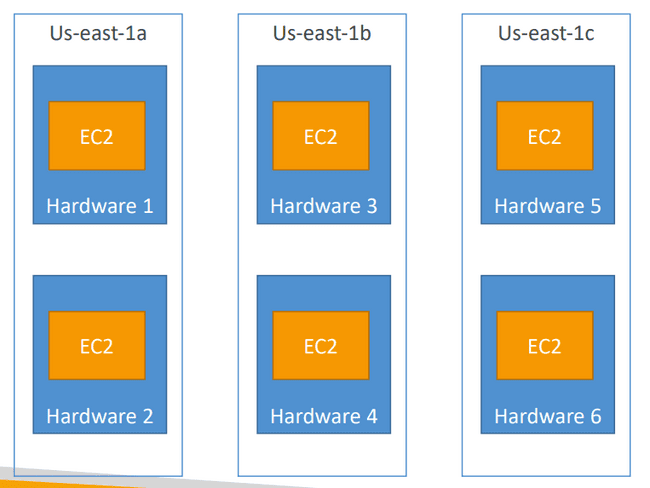 Us-east-1a
EC2
Hardware 1
EC2
Hardware 2
Us-east-1b
EC2
Hardware 3
EC2
Hardware 4
Us-east-1c
EC2
Hardware 5
EC2
Hardware 6